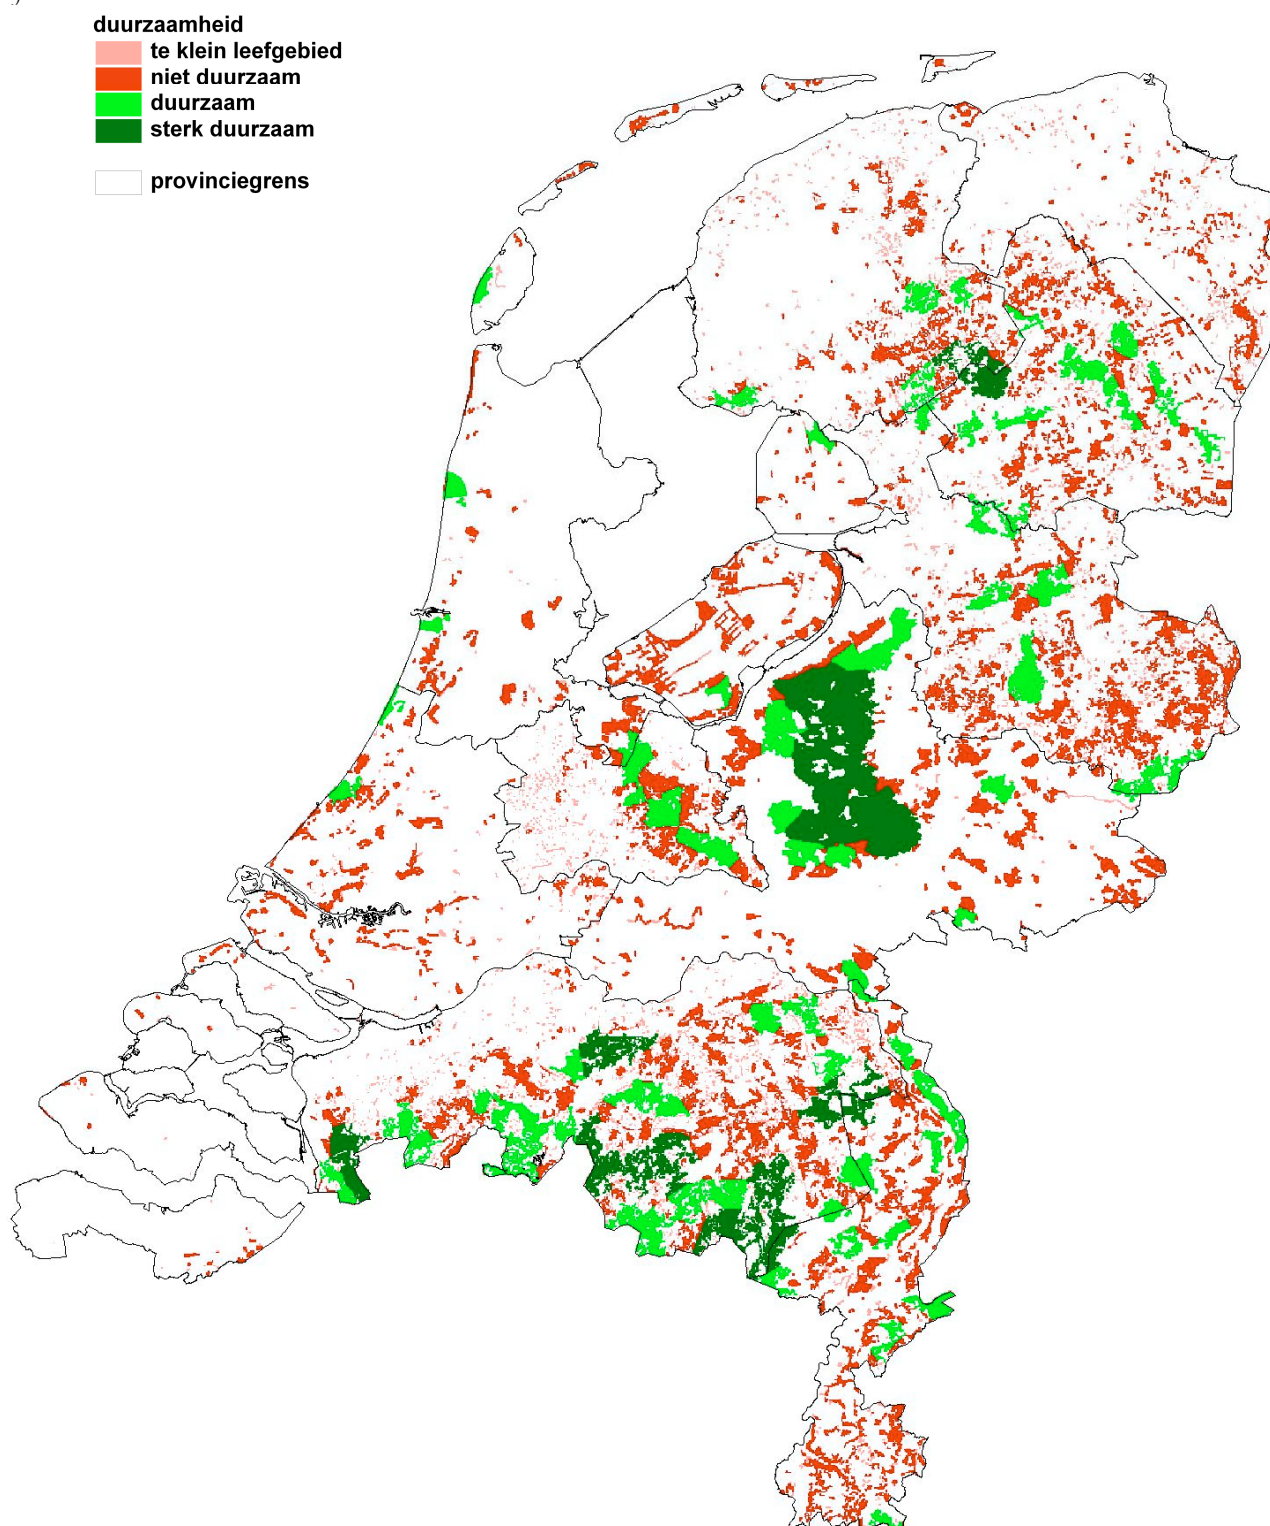 duurzaamheid
te klein leefgebied
niet duurzaam
duurzaam
sterk duurzaam
provinciegrens